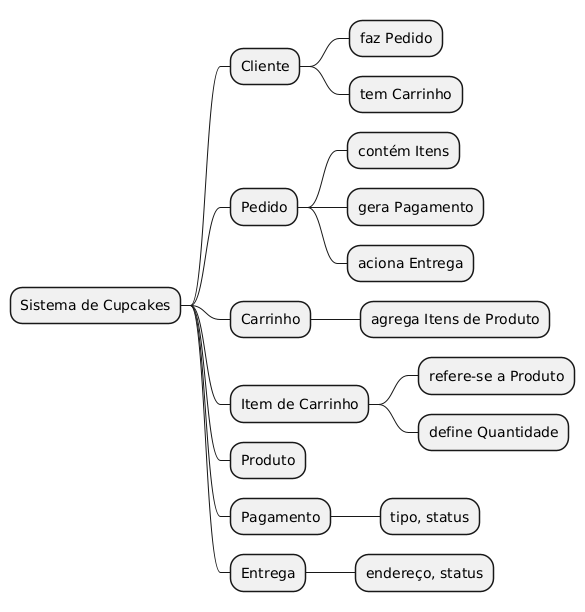 Sistema de Cupcakes
Cliente
faz Pedido
tem Carrinho
Pedido
contém Itens
gera Pagamento
aciona Entrega
Carrinho
agrega Itens de Produto
Item de Carrinho
refere-se a Produto
define Quantidade
Produto
Pagamento
tipo, status
Entrega
endereço, status